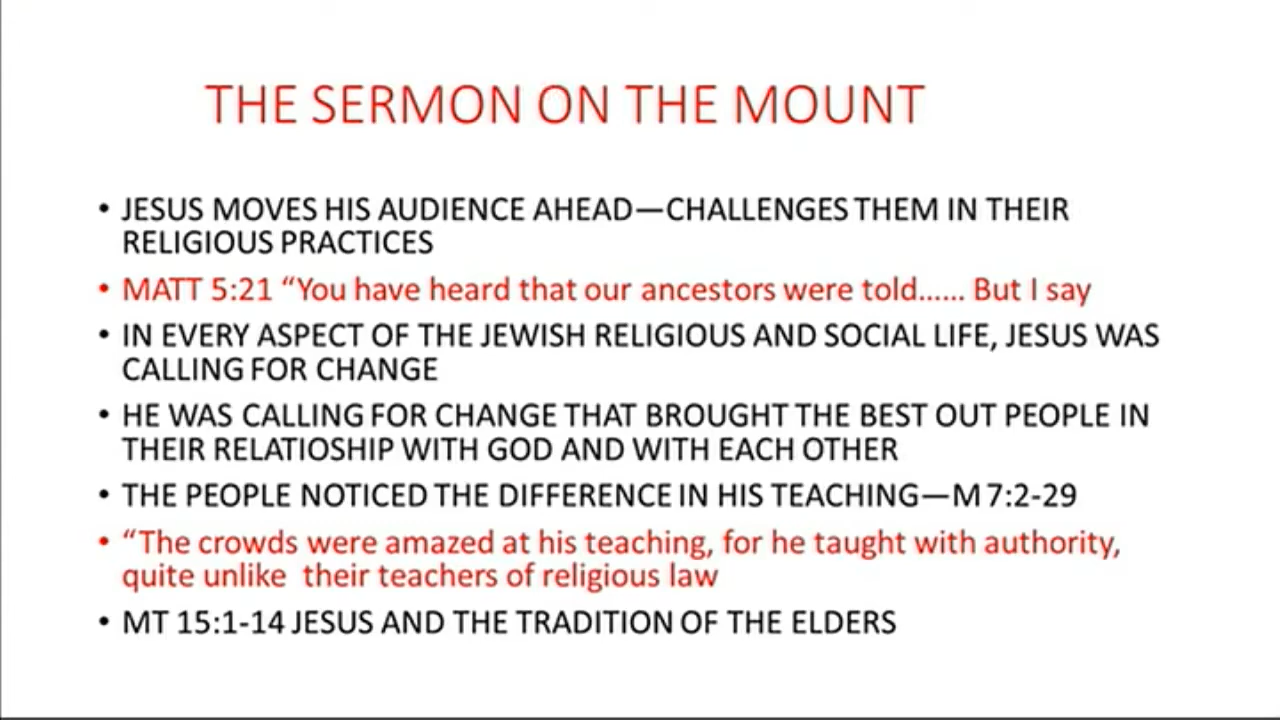 THE SERMON ON THE MOUNT
• JESUS MOVES HIS AUDIENCE AHEAD—CHALLENGES THEM IN THEIR
RELIGIOUS PRACTICES
• MATT 5:21 “You have heard that our ancestors were told…… But I say
• IN EVERY ASPECT OF THE JEWISH RELIGIOUS AND SOCIAL LIFE, JESUS WAS
CALLING FOR CHANGE
• HE WAS CALLING FOR CHANGE THAT BROUGHT THE BEST OUT PEOPLE IN
THEIR RELATIOSHIP WITH GOD AND WITH EACH OTHER
• THE PEOPLE NOTICED THE DIFFERENCE IN HIS TEACHING—M 7:2-29
• “The crowds were amazed at his teaching, for he taught with authority,
quite unlike  their teachers of religious law
• MT 15:1-14 JESUS AND THE TRADITION OF THE ELDERS